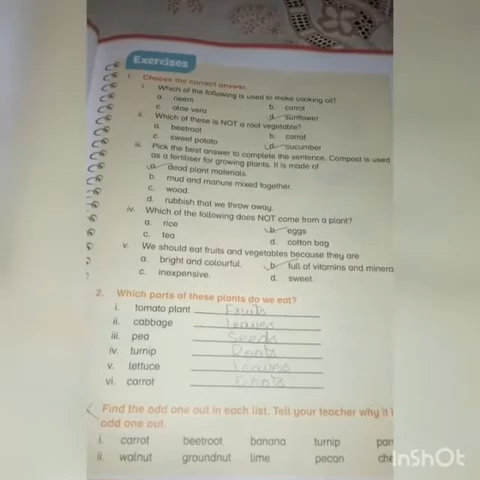 Exercises
1. Choose the correct answer.
i. Which of the following is used to make cooking oil?
a. neem b. carrot
c. aloe vera d. sunflower
ii. Which of these is NOT a root vegetable?
a. beetroot b. carrot
c. sweet potato d. cucumber
iii. Pick the best answer to complete the sentence. Compost is used
as a fertiliser for growing plants. It is made of
a. dead plant materials.
b. mud and manure mixed together.
c. wood.
d. rubbish that we throw away.
iv. Which of the following does NOT come from a plant?
a. rice b. eggs
c. tea d. cotton bag
v. We should eat fruits and vegetables because they are
a. bright and colourful. b. full of vitamins and minera
c. inexpensive. d. sweet.
2. Which parts of these plants do we eat?
i. tomato plant Fruits
ii. cabbage leaves
iii. pea Seeds
iv. turnip Roots
v. lettuce leaves
vi. carrot
Find the odd one out in each list. Tell your teacher why it i
odd one out.
i. carrot beetroot banana turnip par
ii. walnut groundnut lime pecan che
InShOt